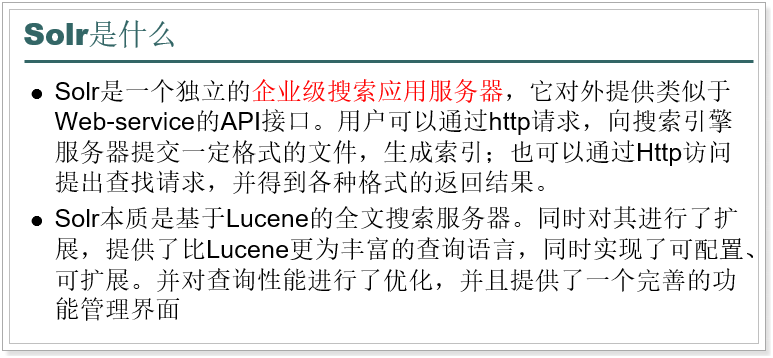 Solr是什么
Solr是一个独立的企业级搜索应用服务器，它对外提供类似于
Web-service的API接口。用户可以通过http请求，向搜索引擎
服务器提交一定格式的文件，生成索引；也可以通过Http访问
提出查找请求，并得到各种格式的返回结果。
Solr本质是基于Lucene的全文搜索服务器。同时对其进行了扩
展，提供了比Lucene更为丰富的查询语言，同时实现了可配置、
可扩展。并对查询性能进行了优化，并且提供了一个完善的功
能管理界面